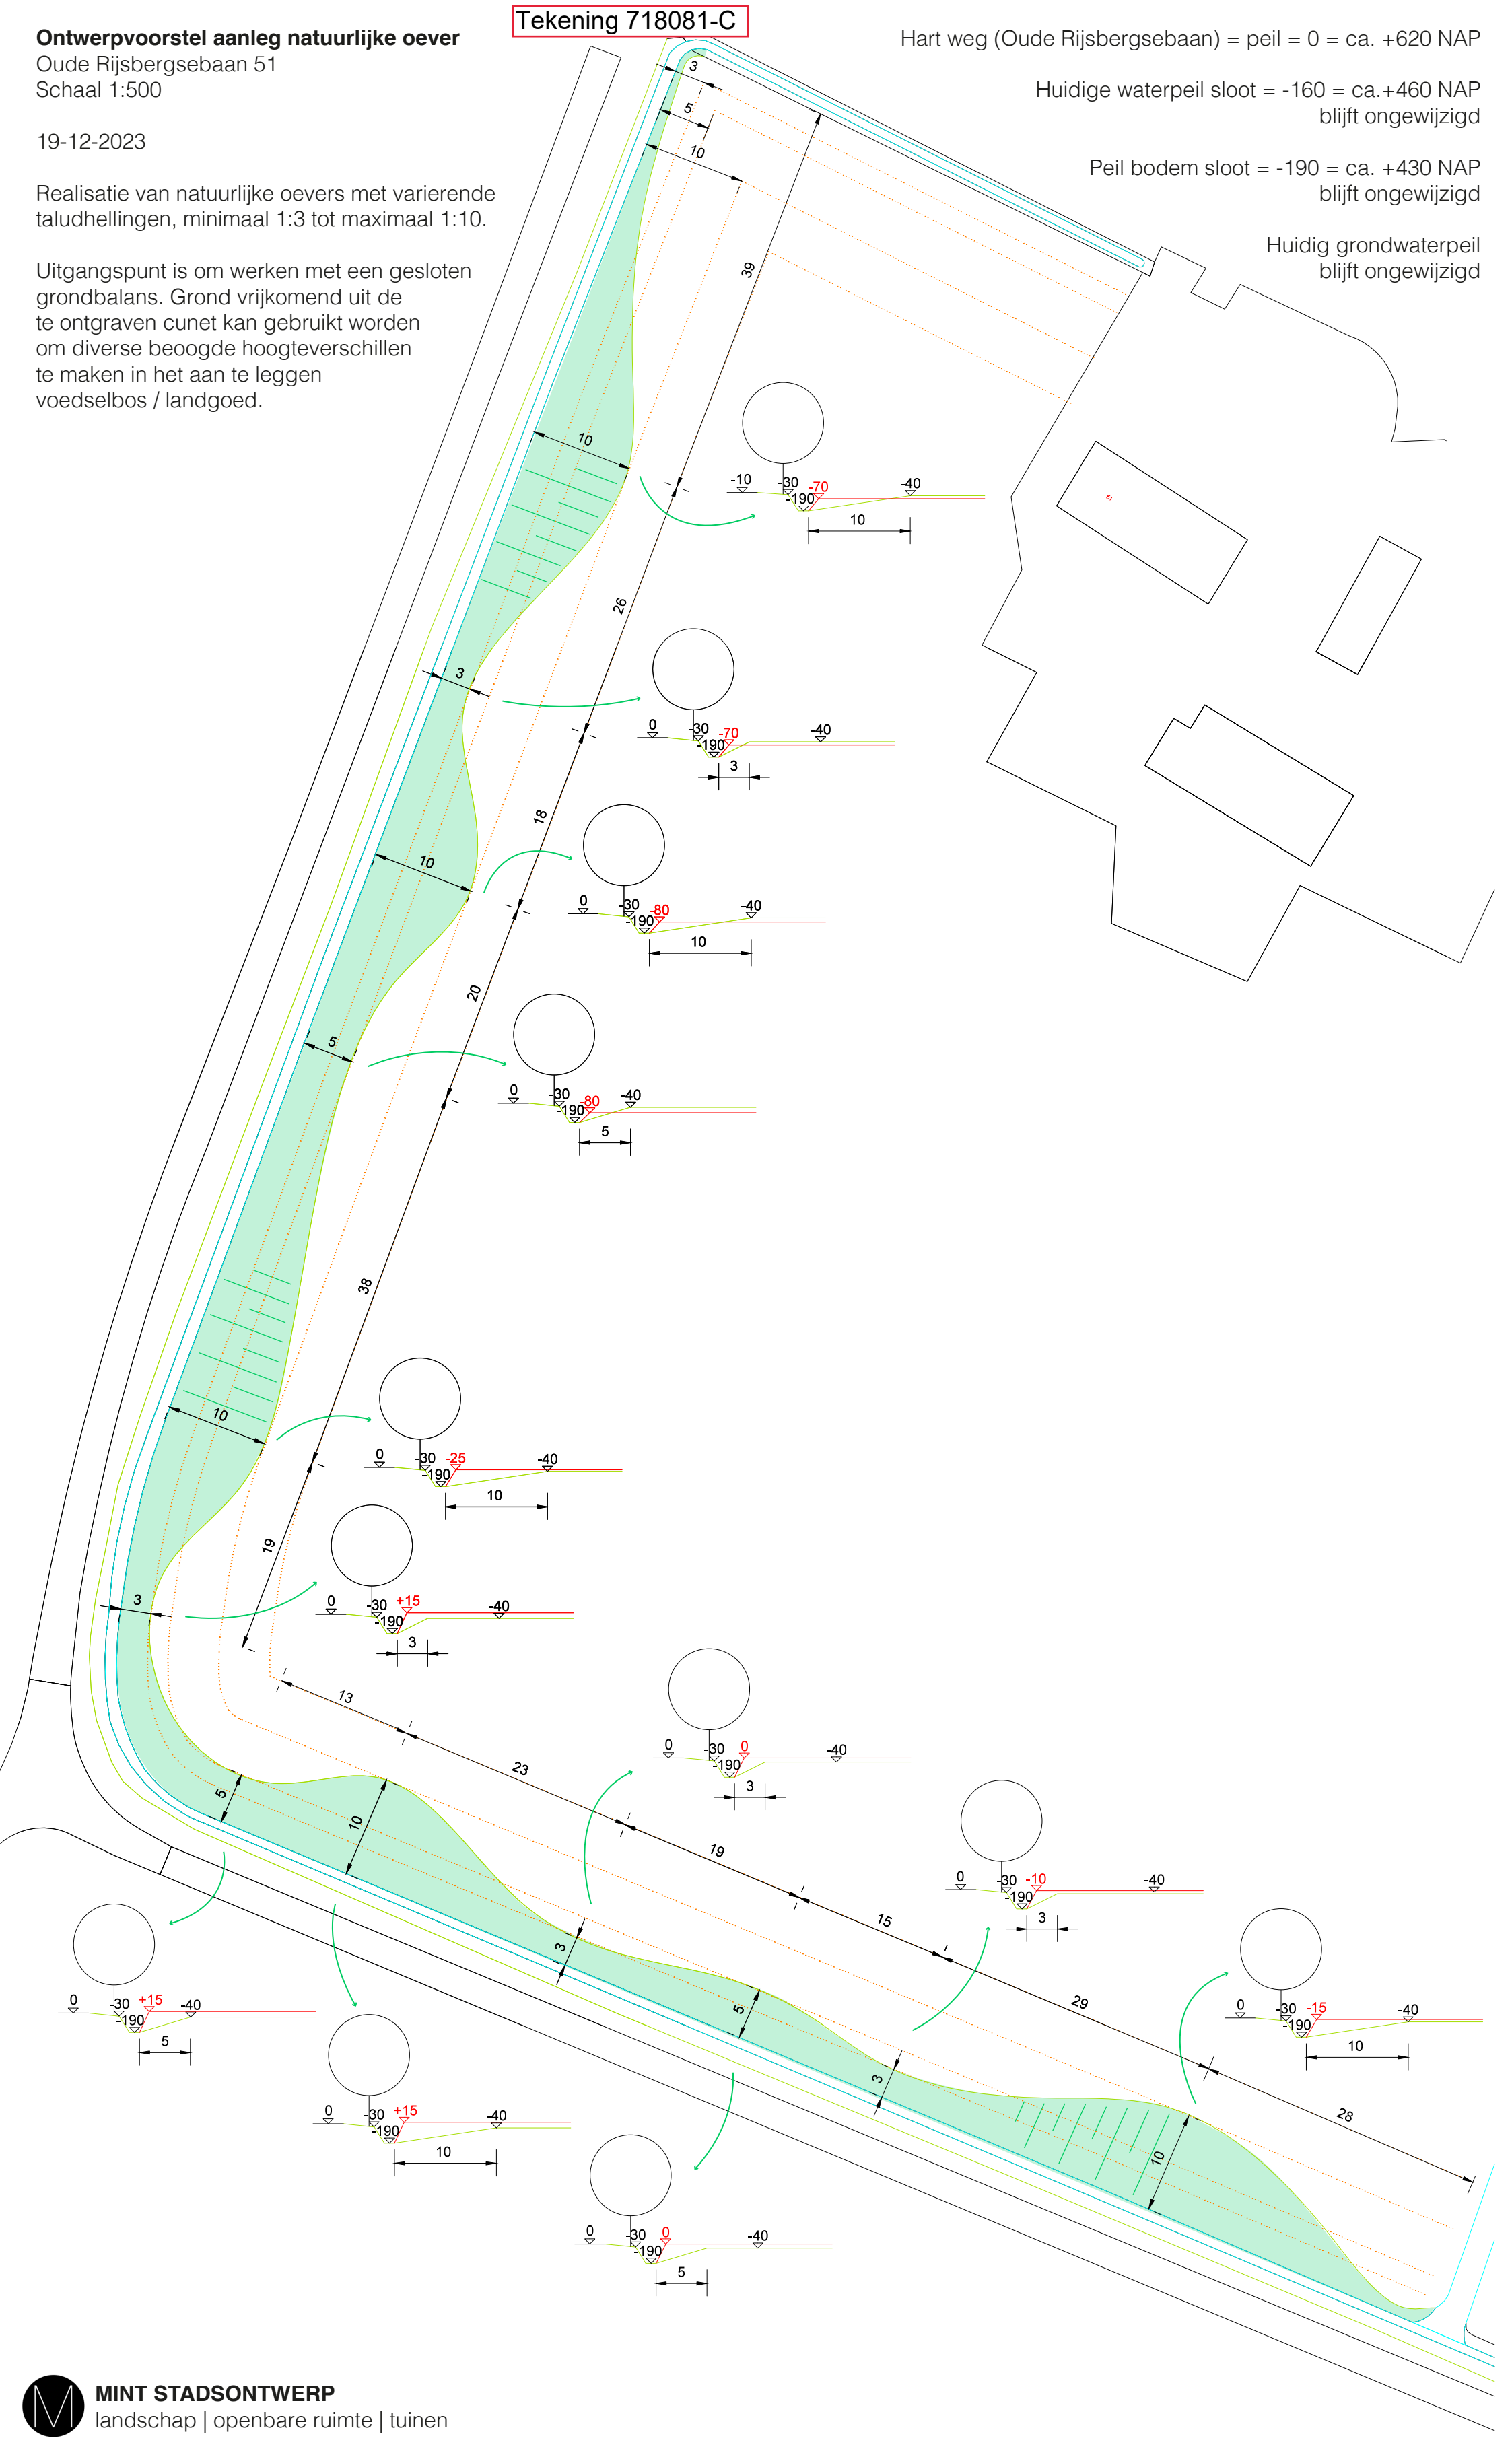 Tekening 718081-C
Ontwerpvoorstel aanleg natuurlijke oever
Oude Rijsbergsebaan 51
Schaal 1:500
19-12-2023
Realisatie van natuurlijke oevers met varierende
taludhellingen, minimaal 1:3 tot maximaal 1:10.
Uitgangspunt is om werken met een gesloten
grondbalans. Grond vrijkomend uit de
te ontgraven cunet kan gebruikt worden
om diverse beoogde hoogteverschillen
te maken in het aan te leggen
voedselbos / landgoed.
Hart weg (Oude Rijsbergsebaan) = peil = 0 = ca. +620 NAP
Huidige waterpeil sloot = -160 = ca.+460 NAP
blijft ongewijzigd
Peil bodem sloot = -190 = ca. +430 NAP
blijft ongewijzigd
Huidig grondwaterpeil
blijft ongewijzigd
3
5
10
39
10
-10 -30 -70 -40
-190
10
51
26
3
0 -30 -70 -40
-190
3
18
10
0 -30 -80 -40
-190
10
20
5
0 -30 -80 -40
-190
5
38
10
0 -30 -25 -40
-190
10
19
3
0 -30 +15 -40
-190
3
13
23
0 -30 0 -40
-190
3
5
10
19
0 -30 -10 -40
-190
3
15
3
29
0 -30 -15 -40
-190
10
0 -30 +15 -40
-190
5
5
3
28
0 -30 +15 -40
-190
10
10
0 -30 0 -40
-190
5
MINT STADSONTWERP
landschap | openbare ruimte | tuinen